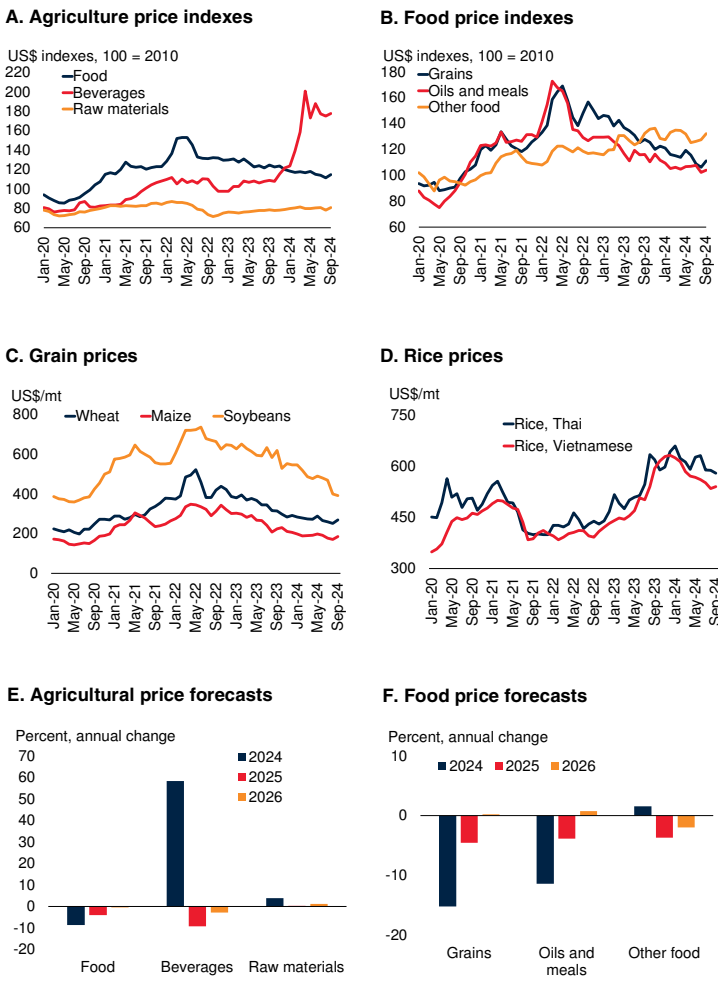 A. Agriculture price indexes
US$ indexes, 100 = 2010
220
200
180
160
140
120
100
80
60
Food
Beverages
Raw materials
Jan-20
May-20
Sep-20
Jan-21
May-21
Sep-21
Jan-22
May-22
Sep-22
Jan-23
May-23
Sep-23
Jan-24
May-24
Sep-24
B. Food price indexes
US$ indexes, 100 = 2010
180
160
140
120
100
80
60
Grains
Oils and meals
Other food
Jan-20
May-20
Sep-20
Jan-21
May-21
Sep-21
Jan-22
May-22
Sep-22
Jan-23
May-23
Sep-23
Jan-24
May-24
Sep-24
C. Grain prices
US$/mt
800
600
400
200
0
Wheat
Maize
Soybeans
Jan-20
May-20
Sep-20
Jan-21
May-21
Sep-21
Jan-22
May-22
Sep-22
Jan-23
May-23
Sep-23
Jan-24
May-24
Sep-24
D. Rice prices
US$/mt
750
600
450
300
Rice, Thai
Rice, Vietnamese
Jan-20
May-20
Sep-20
Jan-21
May-21
Sep-21
Jan-22
May-22
Sep-22
Jan-23
May-23
Sep-23
Jan-24
May-24
Sep-24
E. Agricultural price forecasts
Percent, annual change
70
60
50
40
30
20
10
0
-10
-20
2024
2025
2026
Food
Beverages
Raw materials
F. Food price forecasts
Percent, annual change
10
0
-10
-20
2024
2025
2026
Grains
Oils and
meals
Other food